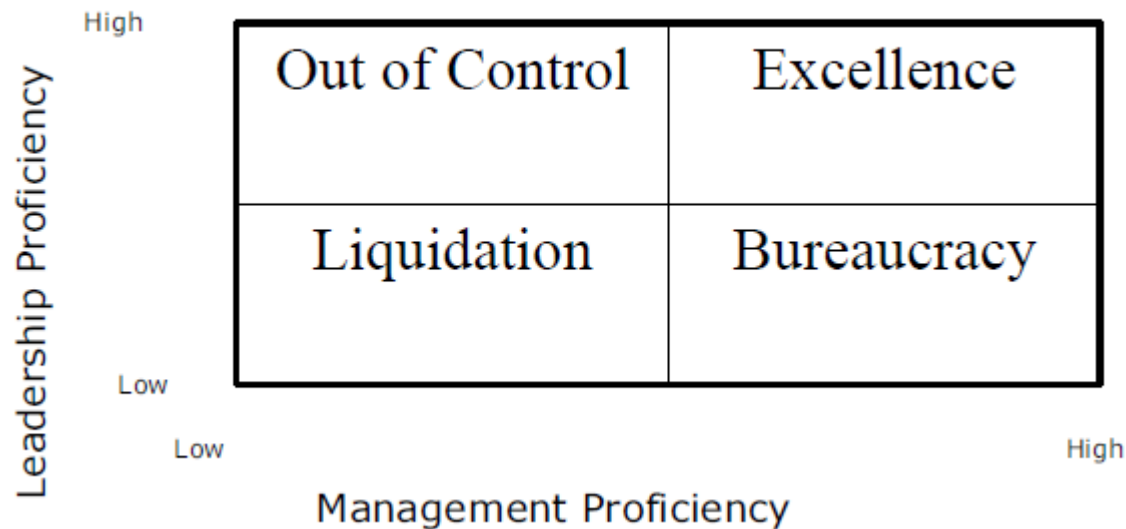 High
Out of Control
Excellence
Leadership Proficiency
Liquidation
Bureaucracy
Low
Low
High
Management Proficiency